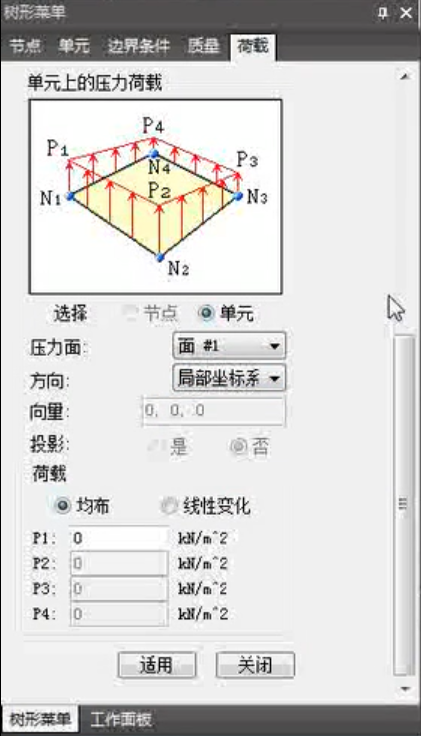 树形菜单
节点 单元 边界条件 质量 荷载
单元上的压力荷载
P4
P1
P3
N4
N1 P2 N3
N2
选择 节点 单元
压力面: 面 #1
方向: 局部坐标系
向量: 0, 0, 0
投影: 是 否
荷载
均布 线性变化
P1: 0 kN/m^2
P2: 0 kN/m^2
P3: 0 kN/m^2
P4: 0 kN/m^2
适用 关闭
树形菜单 工作面板